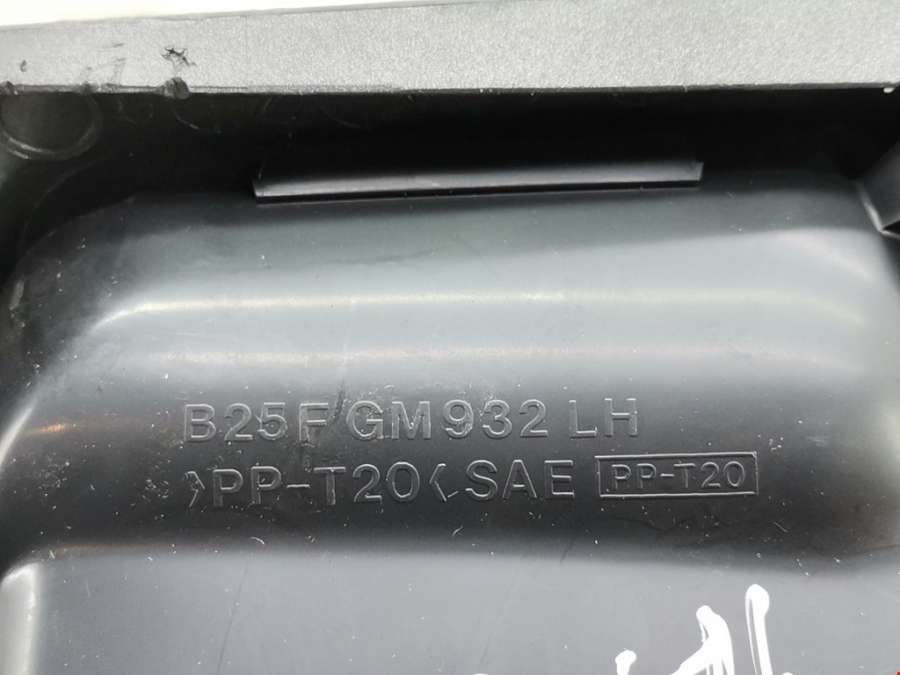 B25F GM932 LH
>PP-T20< SAE PP-T20